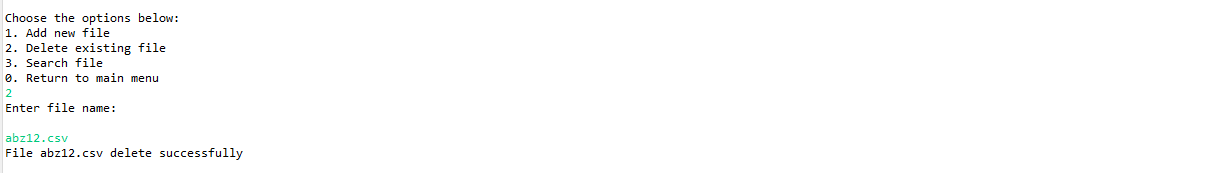 Choose the options below:
1. Add new file
2. Delete existing file
3. Search file
0. Return to main menu
2
Enter file name:
abz12.csv
File abz12.csv delete successfully